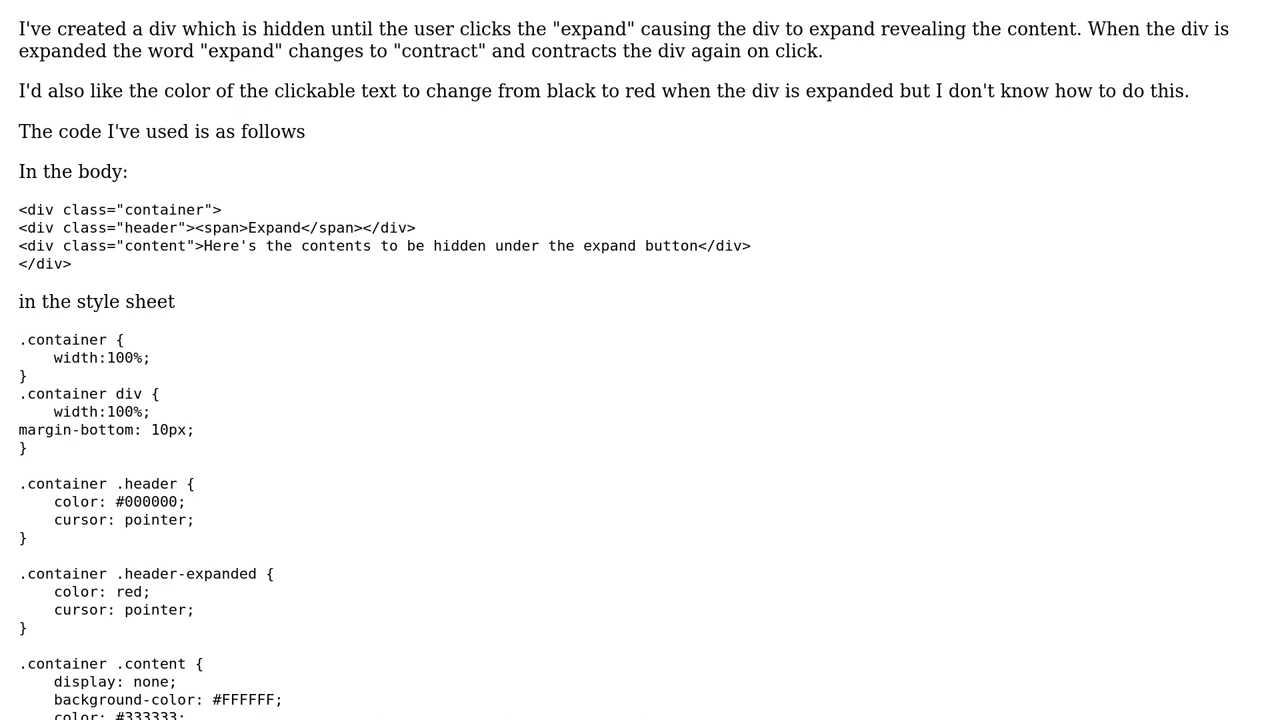 I've created a div which is hidden until the user clicks the "expand" causing the div to expand revealing the content. When the div is
expanded the word "expand" changes to "contract" and contracts the div again on click.
I'd also like the color of the clickable text to change from black to red when the div is expanded but I don't know how to do this.
The code I've used is as follows
In the body:
<div class="container">
<div class="header"><span>Expand</span></div>
<div class="content">Here's the contents to be hidden under the expand button</div>
</div>
in the style sheet
.container {
    width:100%;
}
.container div {
    width:100%;
margin-bottom: 10px;
}
.container .header {
    color: #000000;
    cursor: pointer;
}
.container .header-expanded {
    color: red;
    cursor: pointer;
}
.container .content {
    display: none;
    background-color: #FFFFFF;
    color: #333333;